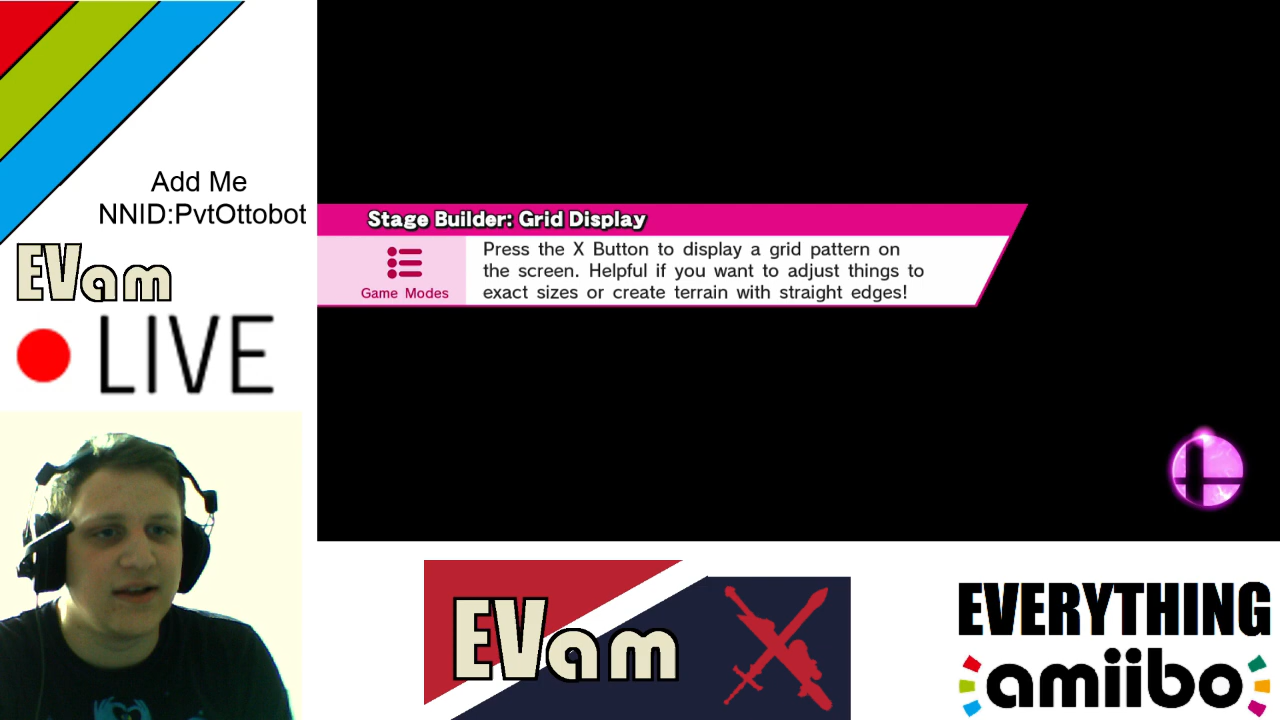 Add Me
NNID:PvtOttobot
EVam
LIVE
Stage Builder: Grid Display
Game Modes
Press the X Button to display a grid pattern on
the screen. Helpful if you want to adjust things to
exact sizes or create terrain with straight edges!
EVam
EVERYTHING
amiibo